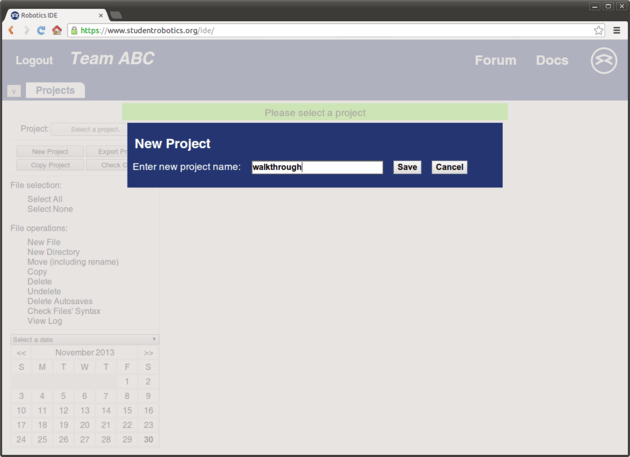 Robotics IDE
https://www.studentrobotics.org/ide/
Logout
Team ABC
Forum
Docs
v
Projects
Please select a project
Project:
Select a project.
New Project
Export
Copy Project
Check
New Project
Enter new project name:
walkthrough
Save
Cancel
File selection:
Select All
Select None
File operations:
New File
New Directory
Move (including rename)
Copy
Delete
Undelete
Delete Autosaves
Check Files' Syntax
View Log
Select a date
<< November 2013 >>
S M T W T F S
1 2
3 4 5 6 7 8 9
10 11 12 13 14 15 16
17 18 19 20 21 22 23
24 25 26 27 28 29 30